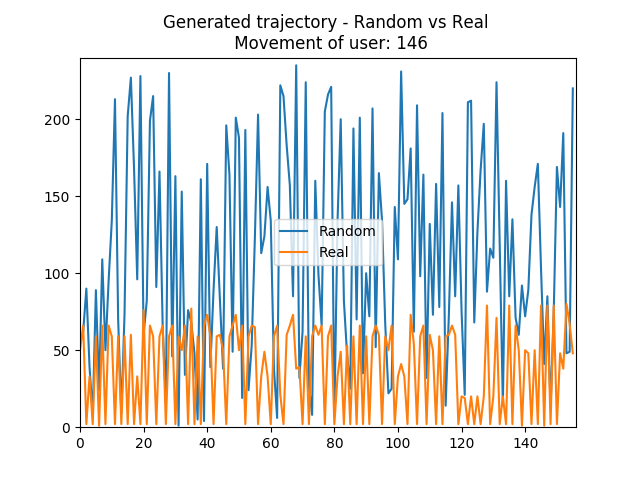 Generated trajectory - Random vs Real
Movement of user: 146
200
150
100
50
0
Random
Real
0 20 40 60 80 100 120 140